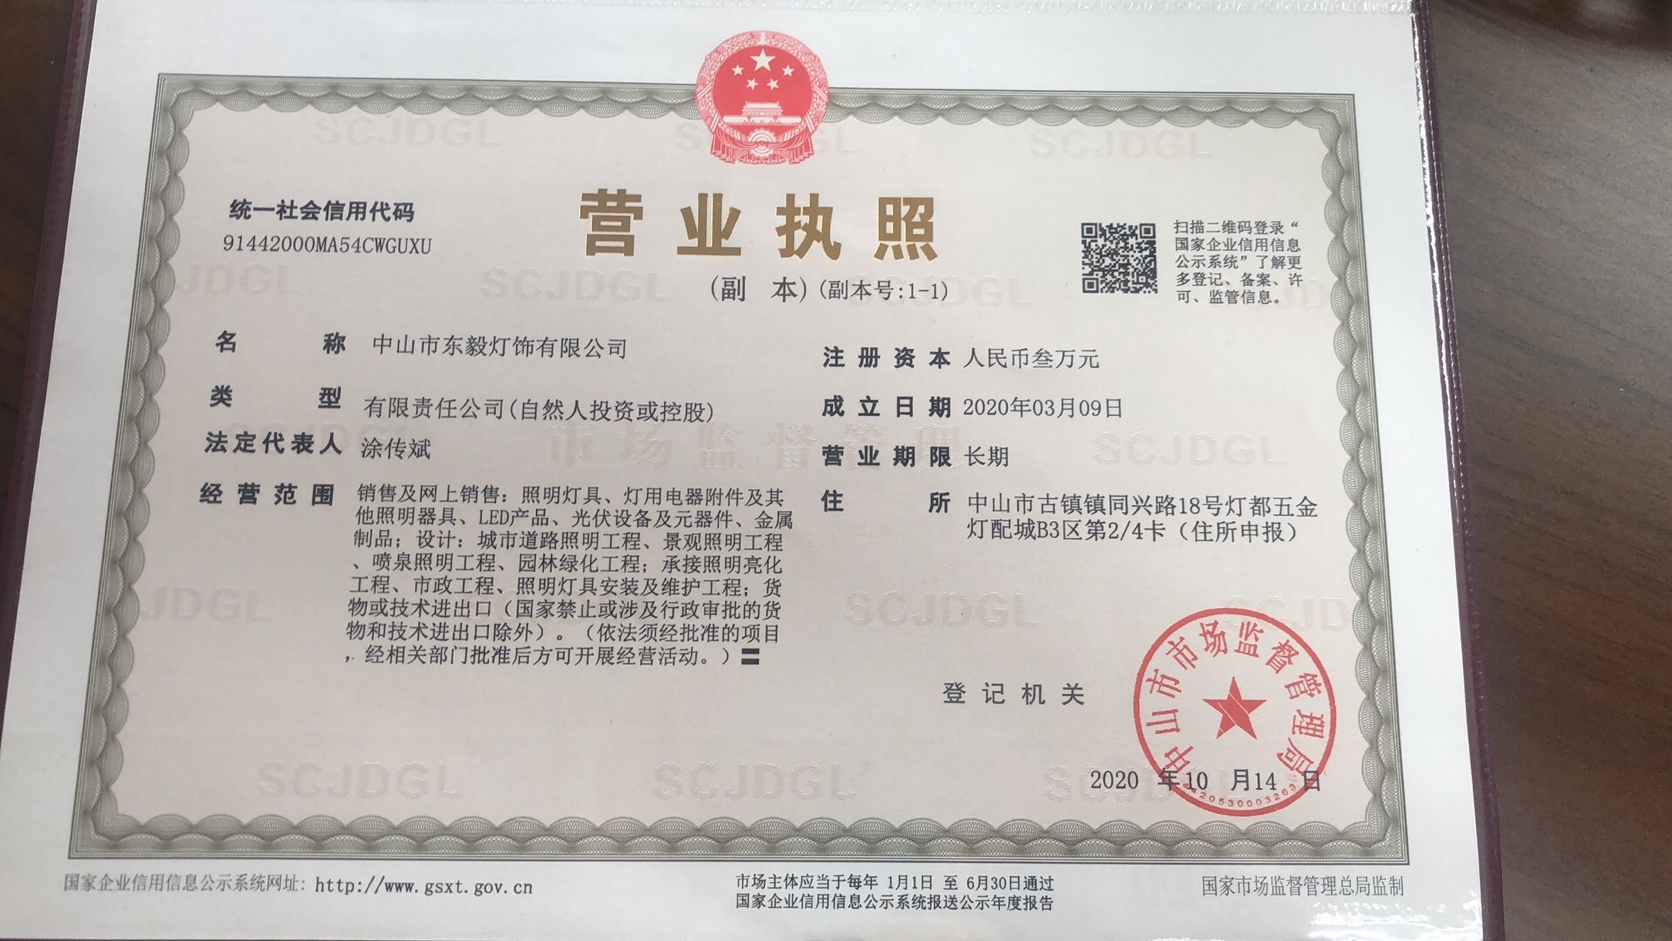 统一社会信用代码
91442000MA54CWGUXU
营业执照
(副 本)(副本号:1-1)
扫描二维码登录“
国家企业信用信息
公示系统”了解更
多登记、备案、许
可、监管信息。
名 称 中山市东毅灯饰有限公司
类 型 有限责任公司(自然人投资或控股)
法定代表人 涂传斌
经营范围 销售及网上销售：照明灯具、灯用电器附件及其
他照明器具、LED产品、光伏设备及元器件、金属
制品；设计：城市道路照明工程、景观照明工程
、喷泉照明工程、园林绿化工程；承接照明亮化
工程、市政工程、照明灯具安装及维护工程；货
物或技术进出口（国家禁止或涉及行政审批的货
物和技术进出口除外）。（依法须经批准的项目
，经相关部门批准后方可开展经营活动。）
注册资本 人民币叁万元
成立日期 2020年03月09日
营业期限 长期
住 所 中山市古镇镇同兴路18号灯都五金
灯配城B3区第2/4卡（住所申报）
登记机关
中山市市场监督管理局
2020 年10 月14 日
国家企业信用信息公示系统网址：http://www.gsxt.gov.cn
市场主体应当于每年 1月1日 至 6月30日通过
国家企业信用信息公示系统报送公示年度报告
国家市场监督管理总局监制
SCJDGL
市场监督管理